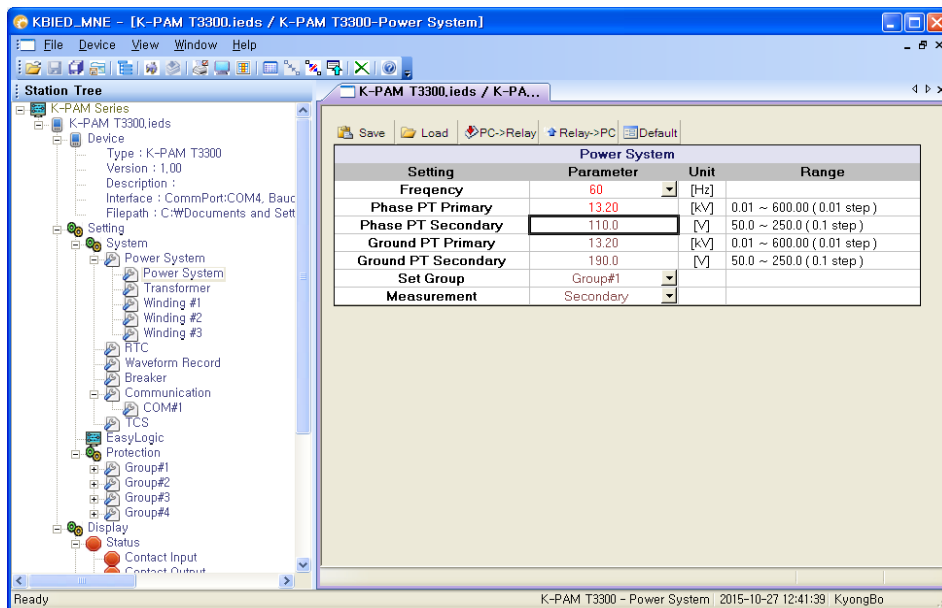 KBIED_MNE - [K-PAM T3300.ieds / K-PAM T3300-Power System]
File Device View Window Help
Station Tree
K-PAM T3300.ieds / K-PA...
K-PAM Series
K-PAM T3300.ieds
Device
Type : K-PAM T3300
Version : 1.00
Description :
Interface : CommPort:COM4, Bauc
Filepath : C:₩Documents and Sett
Setting
System
Power System
Power System
Transformer
Winding #1
Winding #2
Winding #3
RTC
Waveform Record
Breaker
Communication
COM#1
TCS
EasyLogic
Protection
Group#1
Group#2
Group#3
Group#4
Display
Status
Contact Input
Contact Output
Save Load PC->Relay Relay->PC Default
Power System
Setting Parameter Unit Range
Freqency 60 [Hz]
Phase PT Primary 13.20 [kV] 0.01 ~ 600.00 ( 0.01 step )
Phase PT Secondary 110.0 [V] 50.0 ~ 250.0 ( 0.1 step )
Ground PT Primary 13.20 [kV] 0.01 ~ 600.00 ( 0.01 step )
Ground PT Secondary 190.0 [V] 50.0 ~ 250.0 ( 0.1 step )
Set Group Group#1
Measurement Secondary
Ready K-PAM T3300 - Power System 2015-10-27 12:41:39 KyongBo